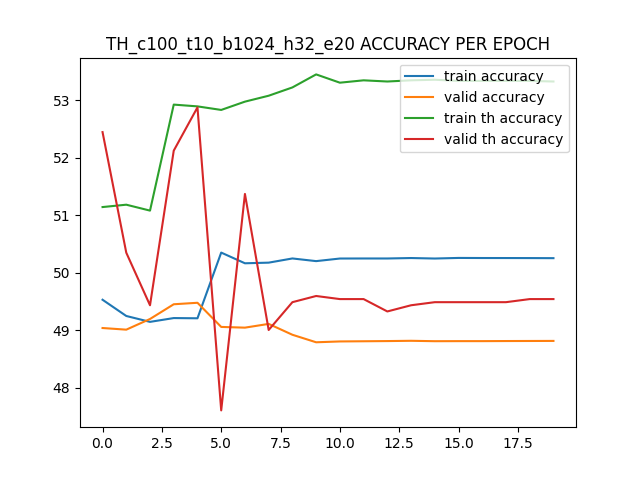 TH_c100_t10_b1024_h32_e20 ACCURACY PER EPOCH
train accuracy
valid accuracy
train th accuracy
valid th accuracy
53
52
51
50
49
48
0.0 2.5 5.0 7.5 10.0 12.5 15.0 17.5